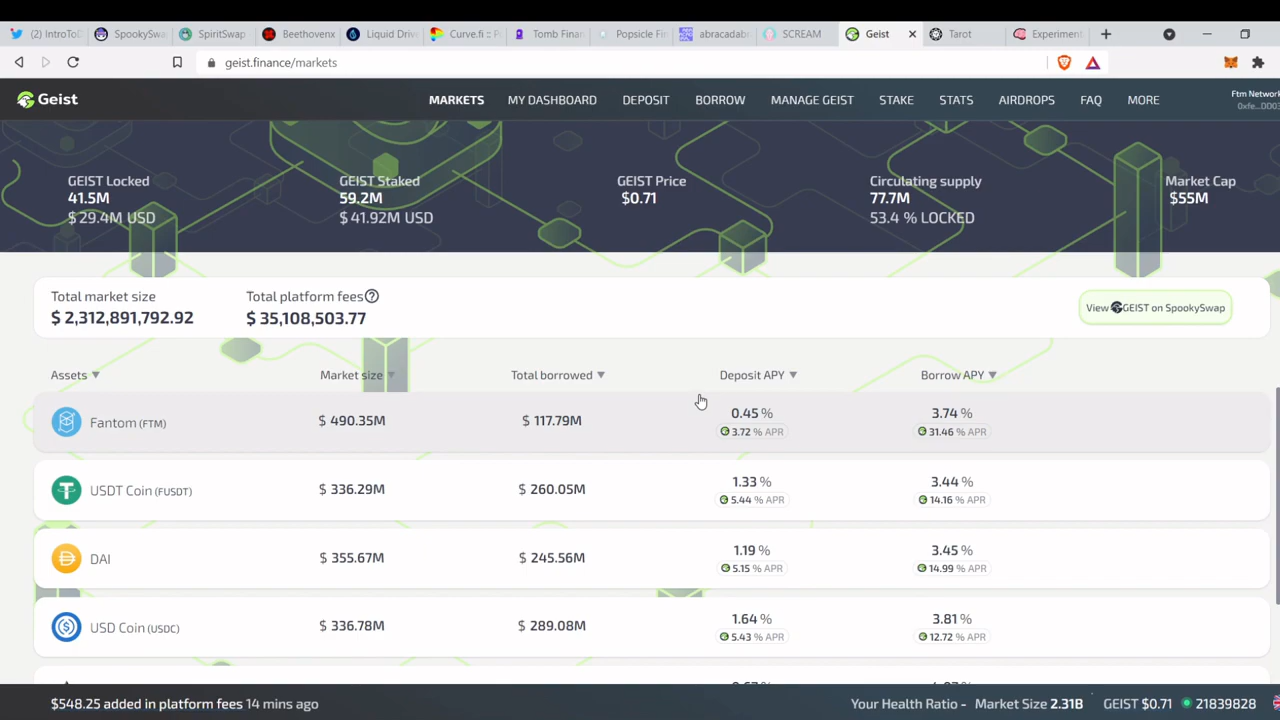 (2) IntroToD
SpookySwa
SpiritSwap
Beethovenx
Liquid Drive
Curve.fi :: P
Tomb Finan
Popsicle Fin
abracadab
SCREAM
Geist
Tarot
Experiment
geist.finance/markets
Geist
MARKETS
MY DASHBOARD
DEPOSIT
BORROW
MANAGE GEIST
STAKE
STATS
AIRDROPS
FAQ
MORE
Ftm Network
0xfe...0003
GEIST Locked
41.5M
$ 29.4M USD
GEIST Staked
59.2M
$ 41.92M USD
GEIST Price
$0.71
Circulating supply
77.7M
53.4 % LOCKED
Market Cap
$55M
Total market size
$ 2,312,891,792.92
Total platform fees
$ 35,108,503.77
View GEIST on SpookySwap
Assets Market size Total borrowed Deposit APY Borrow APY
Fantom (FTM) $ 490.35M $ 117.79M 0.45 % 3.74 %
3.72 % APR 31.46 % APR
USDT Coin (FUSDT) $ 336.29M $ 260.05M 1.33 % 3.44 %
5.44 % APR 14.16 % APR
DAI $ 355.67M $ 245.56M 1.19 % 3.45 %
5.15 % APR 14.99 % APR
USD Coin (USDC) $ 336.78M $ 289.08M 1.64 % 3.81 %
5.43 % APR 12.72 % APR
$548.25 added in platform fees 14 mins ago
Your Health Ratio - Market Size 2.31B GEIST $0.71 21839828